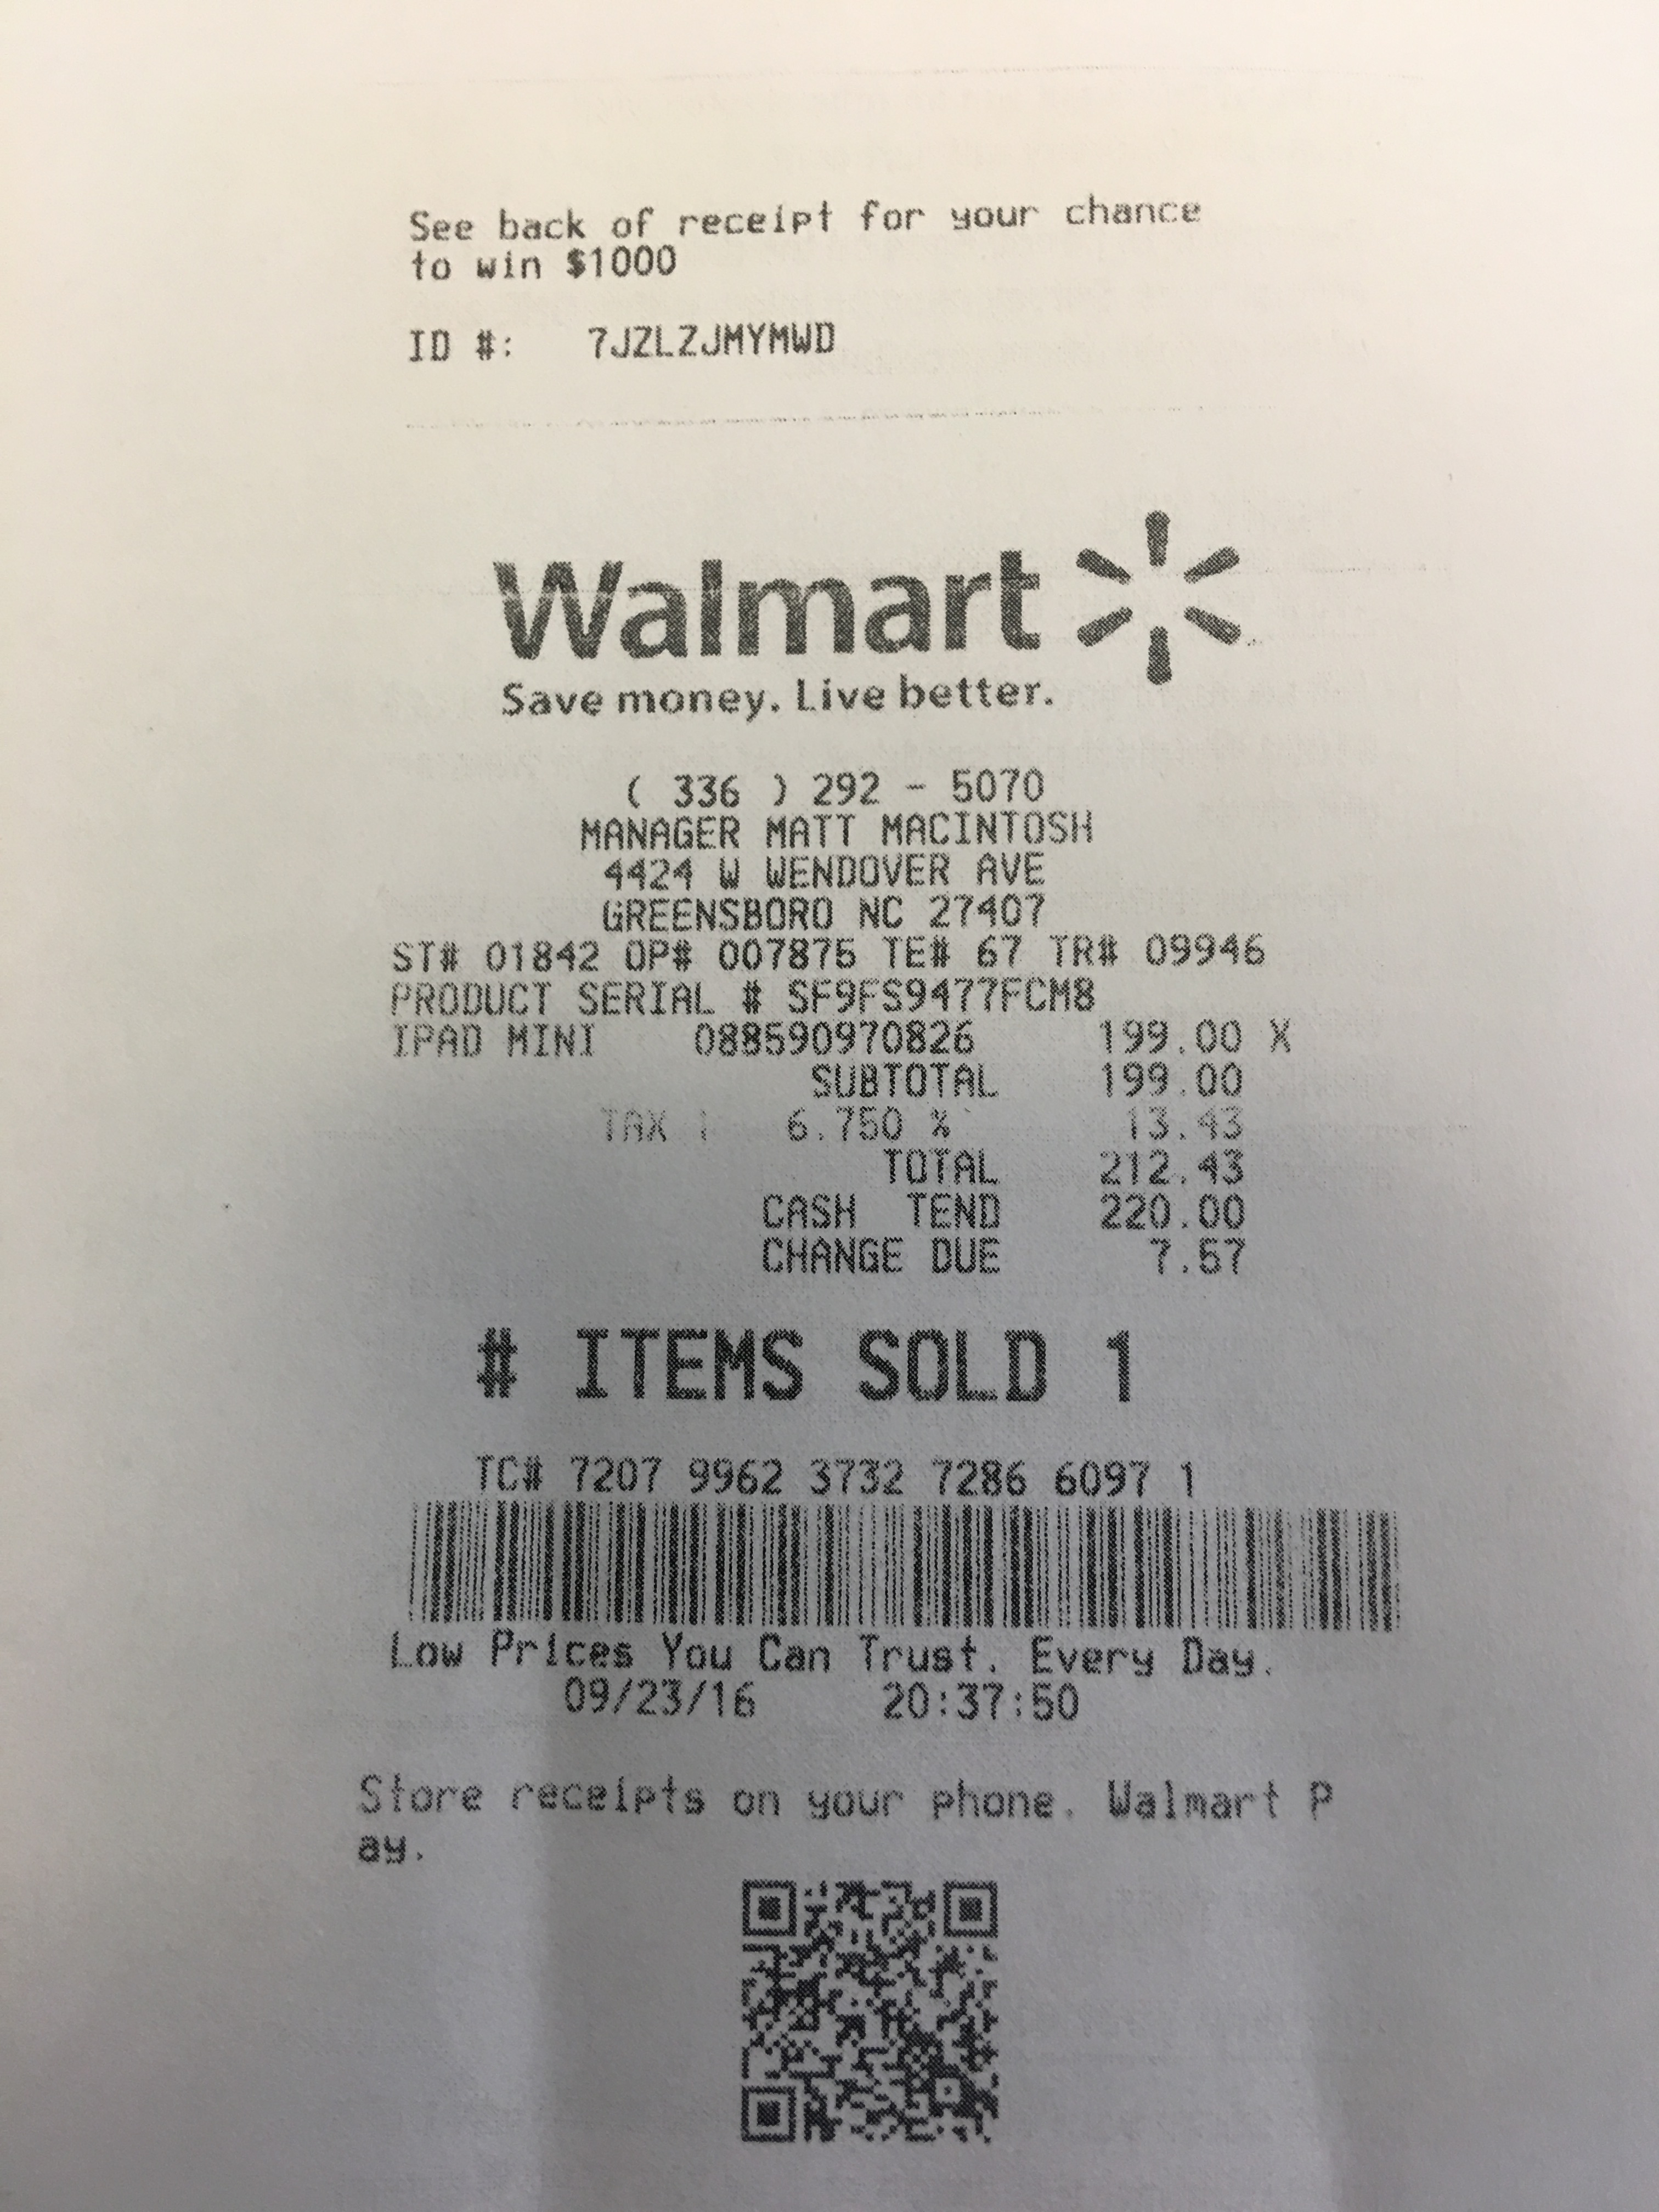 See back of receipt for your chance
to win $1000
ID #: 7JZLZJMYMWD
Walmart
Save money. Live better.
( 336 ) 292 - 5070
MANAGER MATT MACINTOSH
4424 W WENDOVER AVE
GREENSBORO NC 27407
ST# 01842 OP# 007875 TE# 67 TR# 09946
PRODUCT SERIAL # SF9FS9477FCM8
IPAD MINI 088590970826 199.00 X
SUBTOTAL 199.00
TAX 1 6.750 % 13.43
TOTAL 212.43
CASH TEND 220.00
CHANGE DUE 7.57
# ITEMS SOLD 1
TC# 7207 9962 3732 7286 6097 1
Low Prices You Can Trust. Every Day.
09/23/16 20:37:50
Store receipts on your phone. Walmart P
ay.